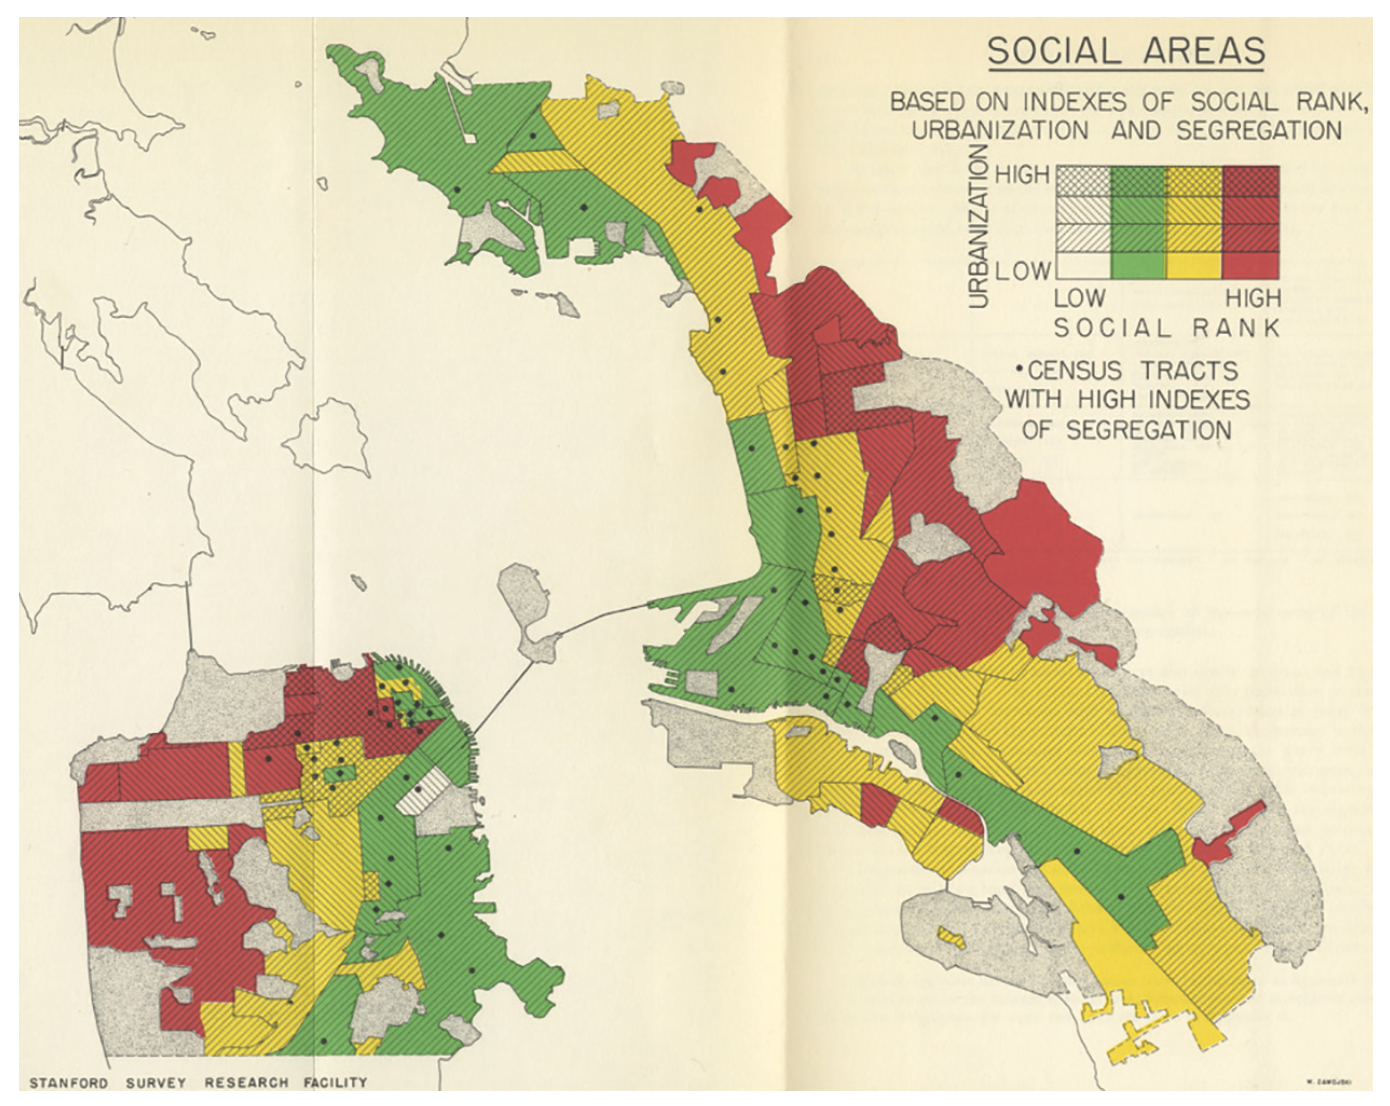 SOCIAL AREAS
BASED ON INDEXES OF SOCIAL RANK,
URBANIZATION AND SEGREGATION
URBANIZATION
HIGH
LOW
LOW HIGH
SOCIAL RANK
•CENSUS TRACTS
WITH HIGH INDEXES
OF SEGREGATION
STANFORD SURVEY RESEARCH FACILITY
W. ZAWOJSKI